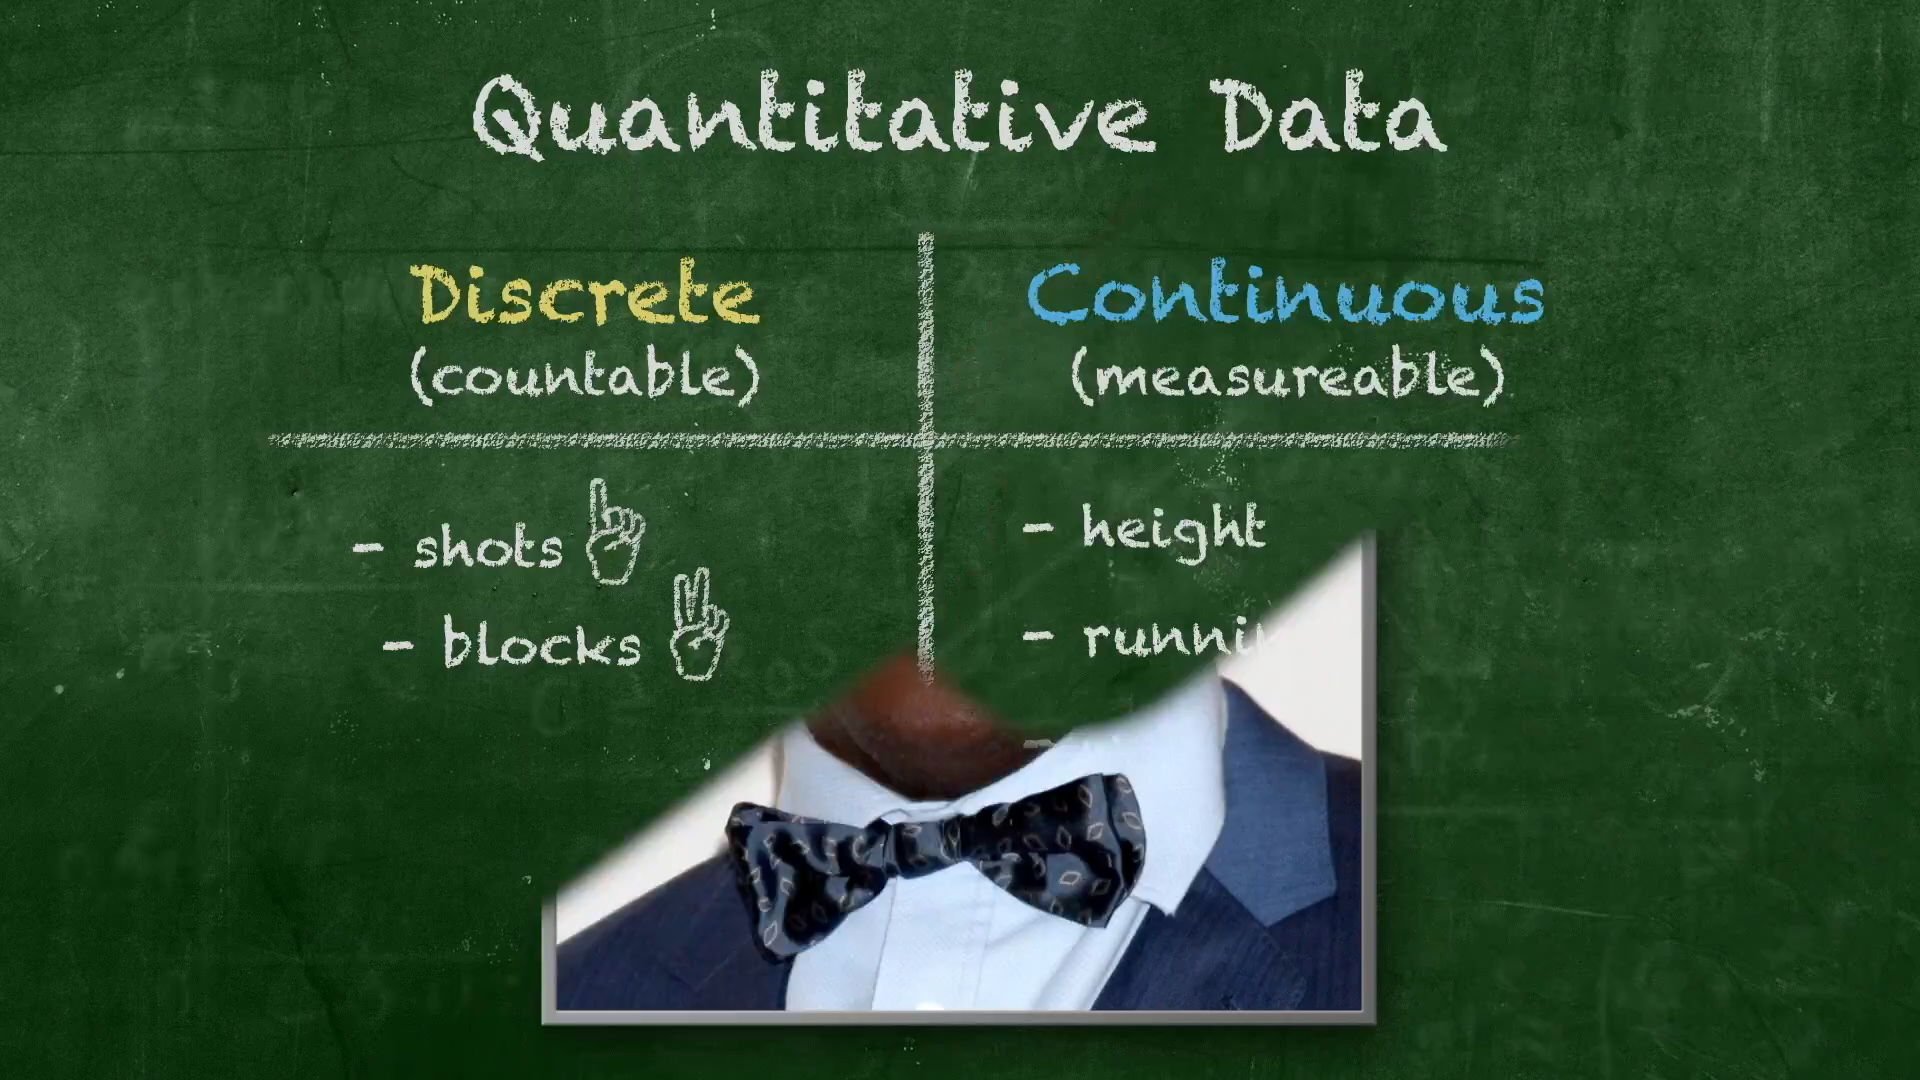 Quantitative Data
Discrete
(countable)
- shots
- blocks
Continuous
(measureable)
- height
-